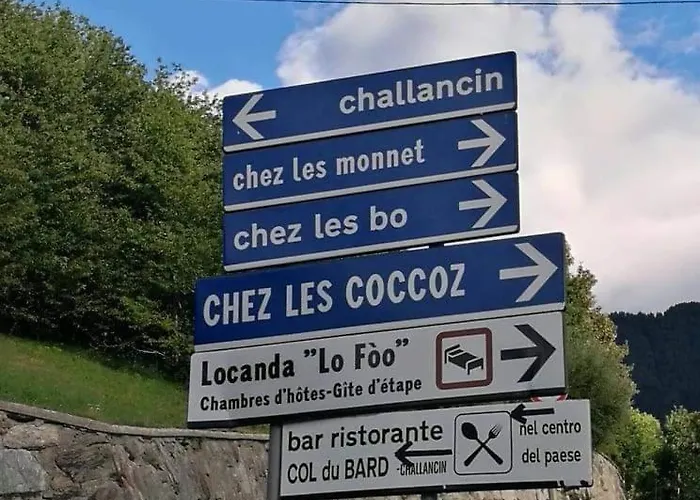 challancin
chez les monnet
chez les bo
CHEZ LES COCCOZ
Locanda "Lo Fòo"
Chambres d'hôtes-Gîte d'étape
bar ristorante
COL du BARD
-CHALLANCIN
nel centro
del paese